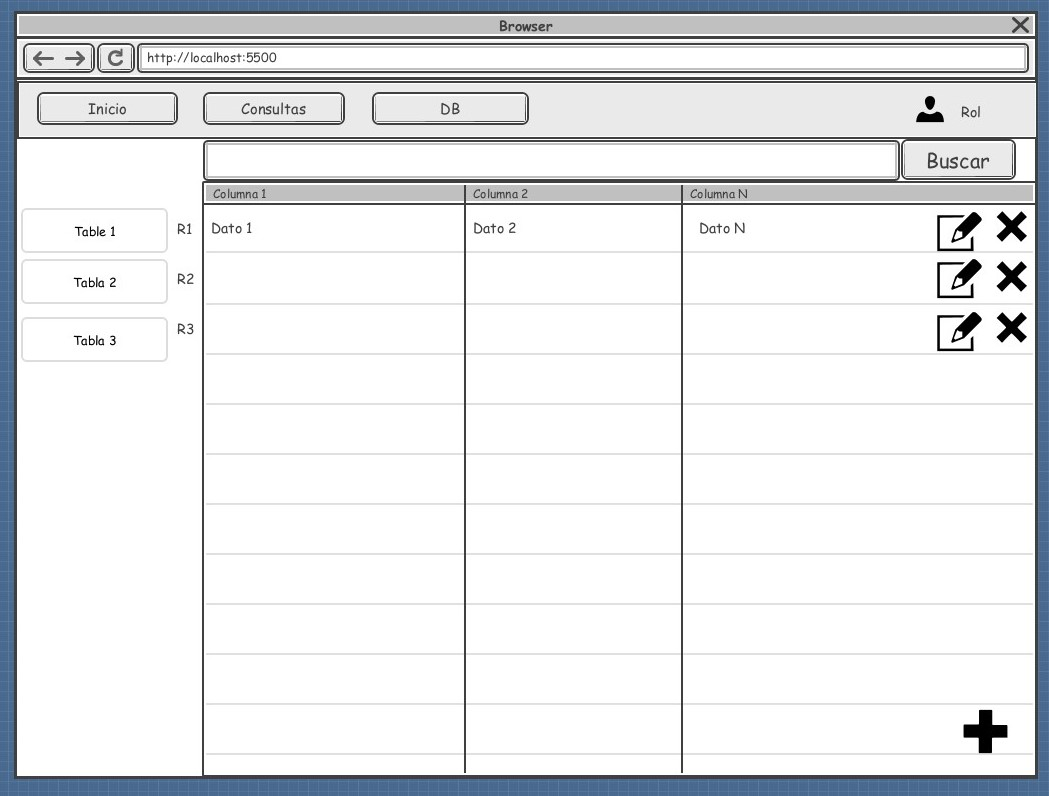 Browser
http://localhost:5500
Inicio Consultas DB Rol
Buscar
Columna 1 Columna 2 Columna N
Table 1 R1 Dato 1 Dato 2 Dato N
Tabla 2 R2
Tabla 3 R3